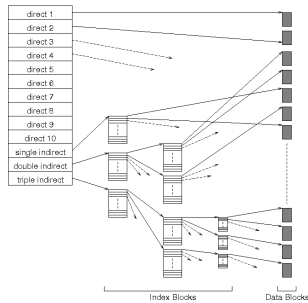 direct 1
direct 2
direct 3
direct 4
direct 5
direct 6
direct 7
direct 8
direct 9
direct 10
single indirect
double indirect
triple indirect
Index Blocks
Data Blocks